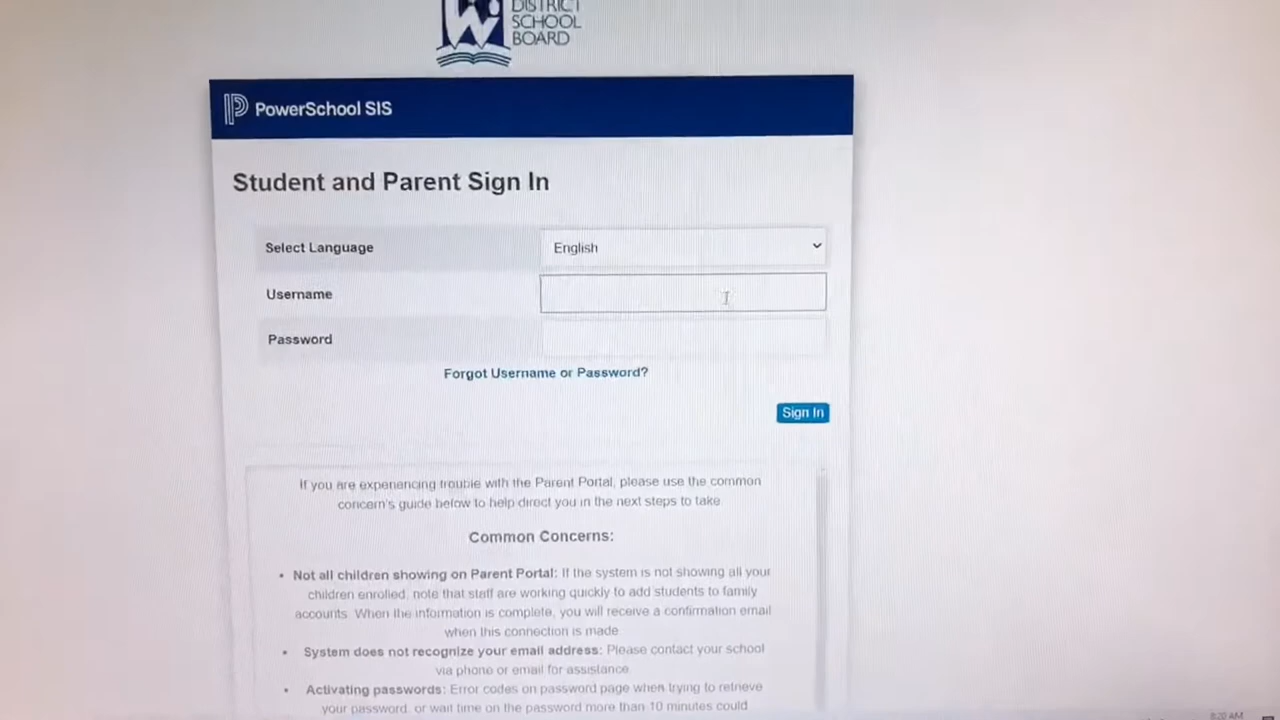 DISTRICT
SCHOOL
BOARD
PowerSchool SIS
Student and Parent Sign In
Select Language
English
Username
Password
Forgot Username or Password?
Sign In
If you are experiencing trouble with the Parent Portal, please use the common
concern's guide below to help direct you in the next steps to take.
Common Concerns:
• Not all children showing on Parent Portal: If the system is not showing all your
children enrolled, note that staff are working quickly to add students to family
accounts. When the information is complete, you will receive a confirmation email
when this connection is made.
• System does not recognize your email address: Please contact your school
via phone or email for assistance.
• Activating passwords: Error codes on password page when trying to retrieve
your password, or wait time on the password more than 10 minutes could
8:20 AM